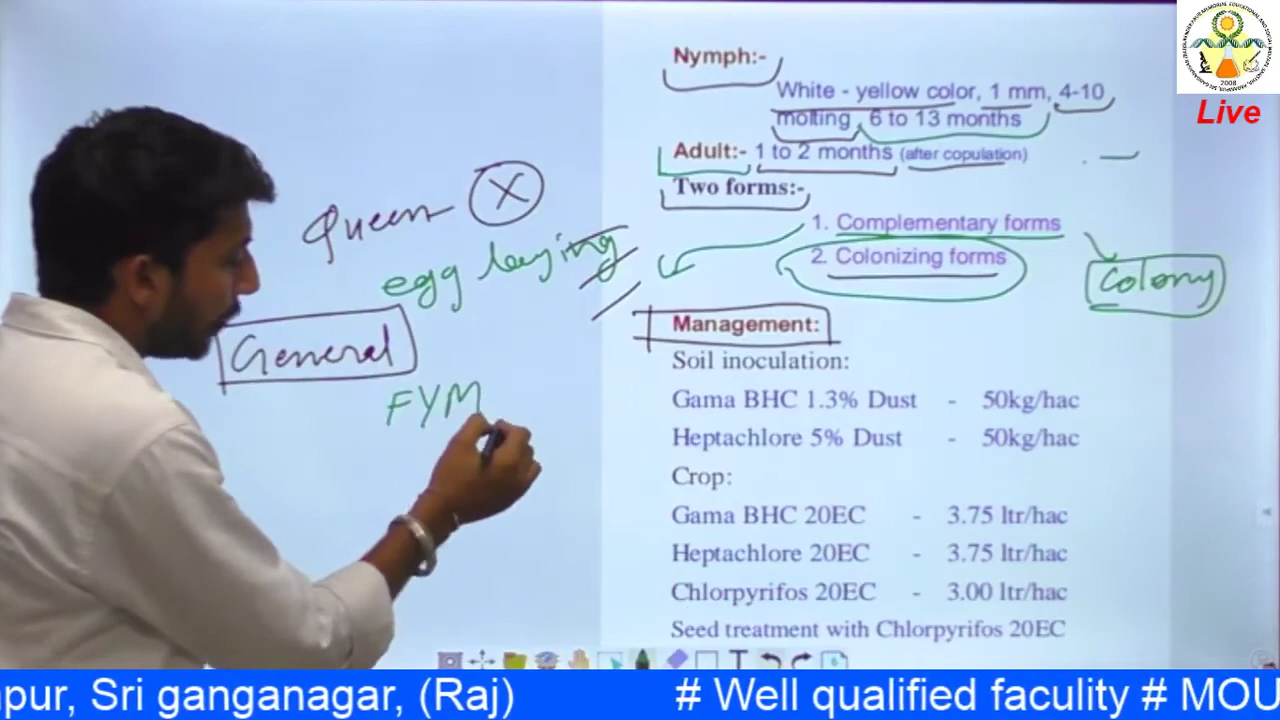 Nymph:-
White - yellow color, 1 mm, 4-10
molting, 6 to 13 months
Adult:- 1 to 2 months (after copulation)
Two forms:-
1. Complementary forms
2. Colonizing forms
Colony
Queen X
egg laying
General
FYM
Management:
Soil inoculation:
Gama BHC 1.3% Dust - 50kg/hac
Heptachlore 5% Dust - 50kg/hac
Crop:
Gama BHC 20EC - 3.75 ltr/hac
Heptachlore 20EC - 3.75 ltr/hac
Chlorpyrifos 20EC - 3.00 ltr/hac
Seed treatment with Chlorpyrifos 20EC
2008
Live
npur, Sri ganganagar, (Raj) # Well qualified faculity # MOU